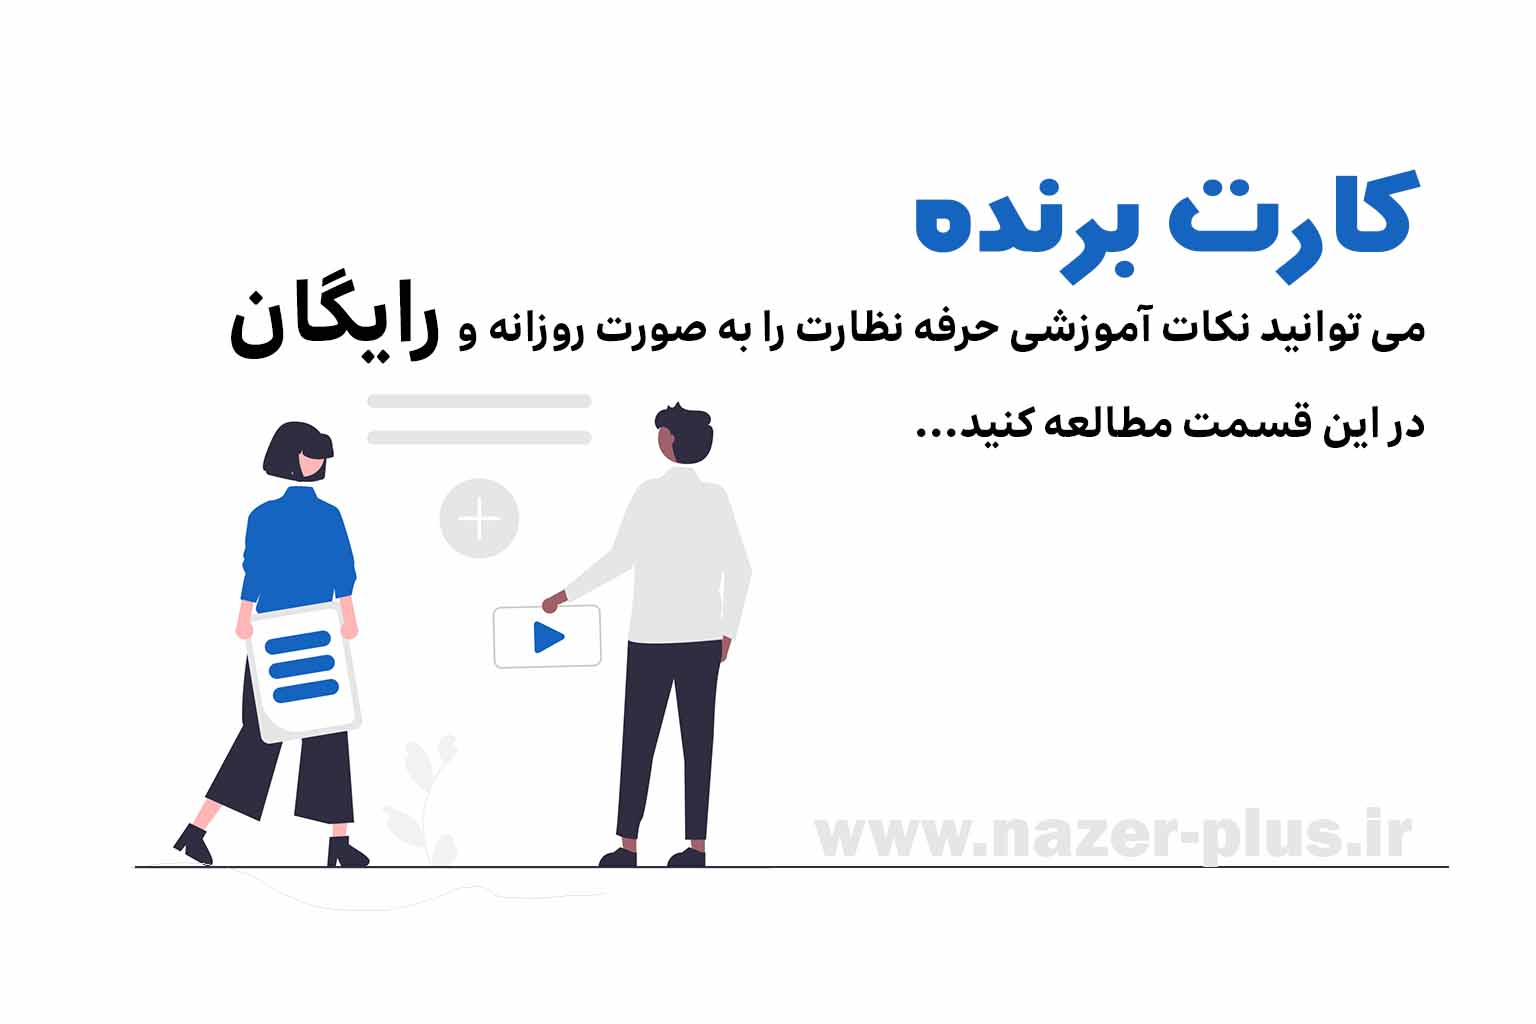 کارت برنده
می توانید نکات آموزشی حرفه نظارت را به صورت روزانه و رایگان
در این قسمت مطالعه کنید...
www.nazer-plus.ir